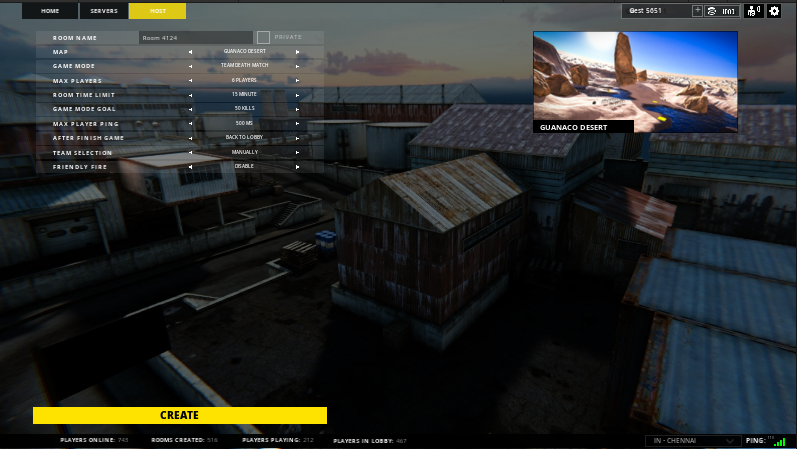 HOME SERVERS HOST Gest 5651 + 0
ROOM NAME Room 4124 PRIVATE
MAP GUANACO DESERT
GAME MODE TEAM DEATH MATCH
MAX PLAYERS 6 PLAYERS
ROOM TIME LIMIT 15 MINUTE
GAME MODE GOAL 50 KILLS
MAX PLAYER PING 500 MS
AFTER FINISH GAME BACK TO LOBBY
TEAM SELECTION MANUALLY
FRIENDLY FIRE DISABLE
GUANACO DESERT
CREATE
PLAYERS ONLINE: 743 ROOMS CREATED: 516 PLAYERS PLAYING: 212 PLAYERS IN LOBBY: 467 IN - CHENNAI PING: